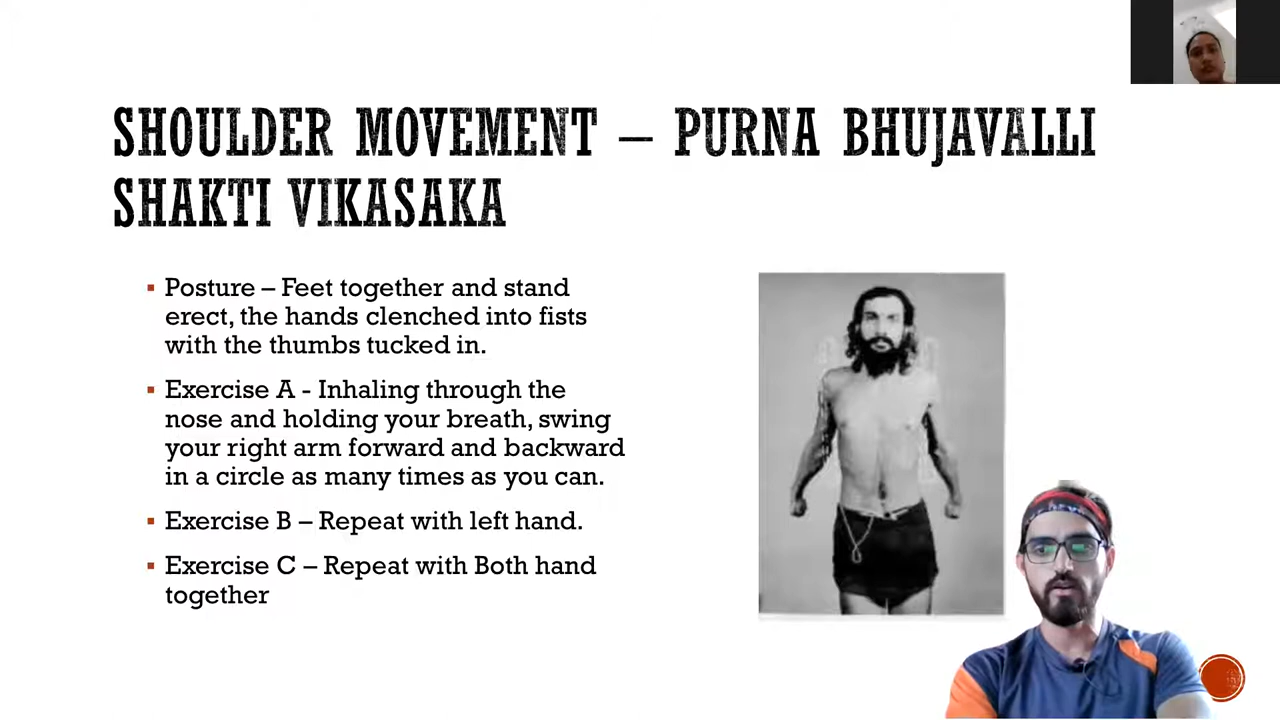 SHOULDER MOVEMENT – PURNA BHUJAVALLI
SHAKTI VIKASAKA
▪ Posture – Feet together and stand
erect, the hands clenched into fists
with the thumbs tucked in.
▪ Exercise A - Inhaling through the
nose and holding your breath, swing
your right arm forward and backward
in a circle as many times as you can.
▪ Exercise B – Repeat with left hand.
▪ Exercise C – Repeat with Both hand
together